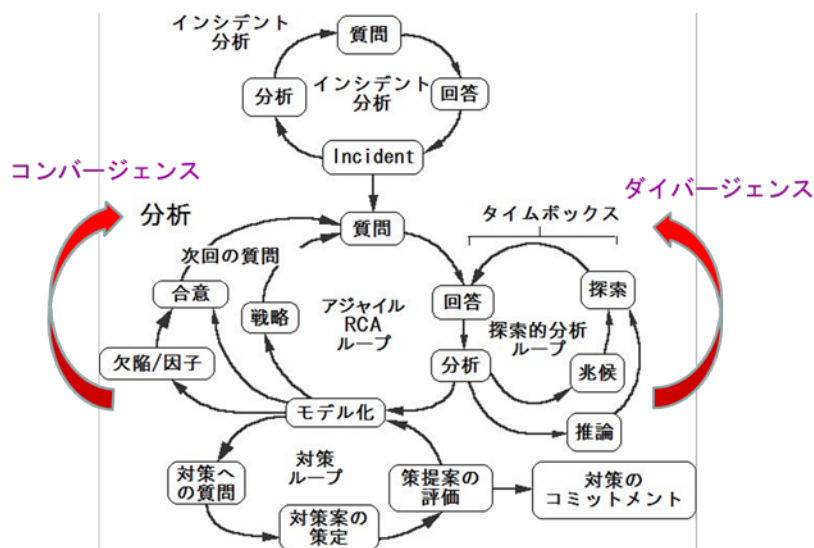 インシデント
分析
質問
分析
インシデント
分析
回答
Incident
コンバージェンス
ダイバージェンス
分析
質問
タイムボックス
次回の質問
合意
戦略
アジャイル
RCA
ループ
回答
探索
探索的分析
ループ
欠陥/因子
分析
兆候
モデル化
推論
対策へ
の質問
対策
ループ
策提案の
評価
対策の
コミットメント
対策案の
策定